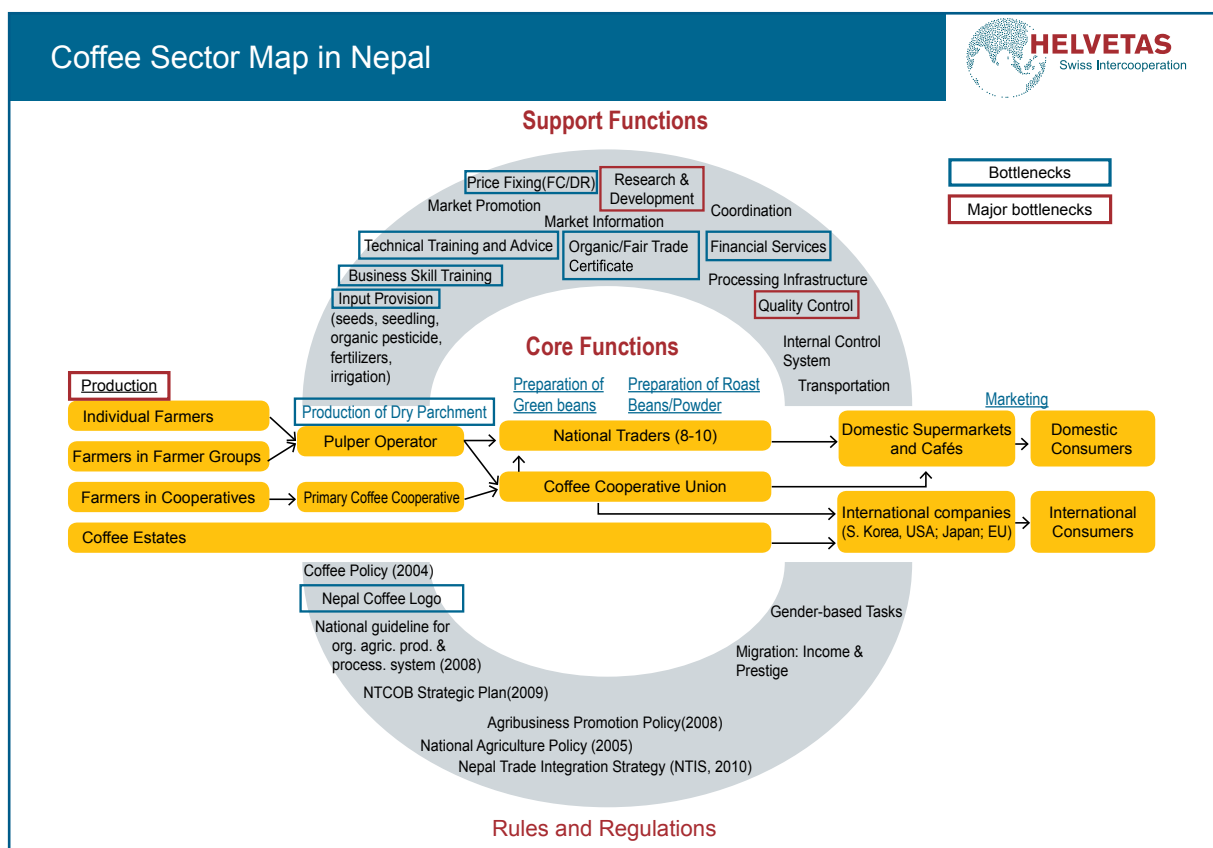 Coffee Sector Map in Nepal
HELVETAS
Swiss Intercooperation
Support Functions
Bottlenecks
Major bottlenecks
Price Fixing(FC/DR)
Research &
Development
Market Promotion
Coordination
Market Information
Technical Training and Advice
Organic/Fair Trade
Certificate
Financial Services
Business Skill Training
Processing Infrastructure
Input Provision
(seeds, seedling,
organic pesticide,
fertilizers,
irrigation)
Quality Control
Internal Control
System
Transportation
Core Functions
Production
Production of Dry Parchment
Preparation of
Green beans
Preparation of Roast
Beans/Powder
Marketing
Individual Farmers
Farmers in Farmer Groups
Farmers in Cooperatives
Coffee Estates
Pulper Operator
Primary Coffee Cooperative
National Traders (8-10)
Coffee Cooperative Union
Domestic Supermarkets
and Cafés
Domestic
Consumers
International companies
(S. Korea, USA; Japan; EU)
International
Consumers
Coffee Policy (2004)
Nepal Coffee Logo
National guideline for
org. agric. prod. &
process. system (2008)
NTCOB Strategic Plan(2009)
Agribusiness Promotion Policy(2008)
National Agriculture Policy (2005)
Nepal Trade Integration Strategy (NTIS, 2010)
Gender-based Tasks
Migration: Income &
Prestige
Rules and Regulations